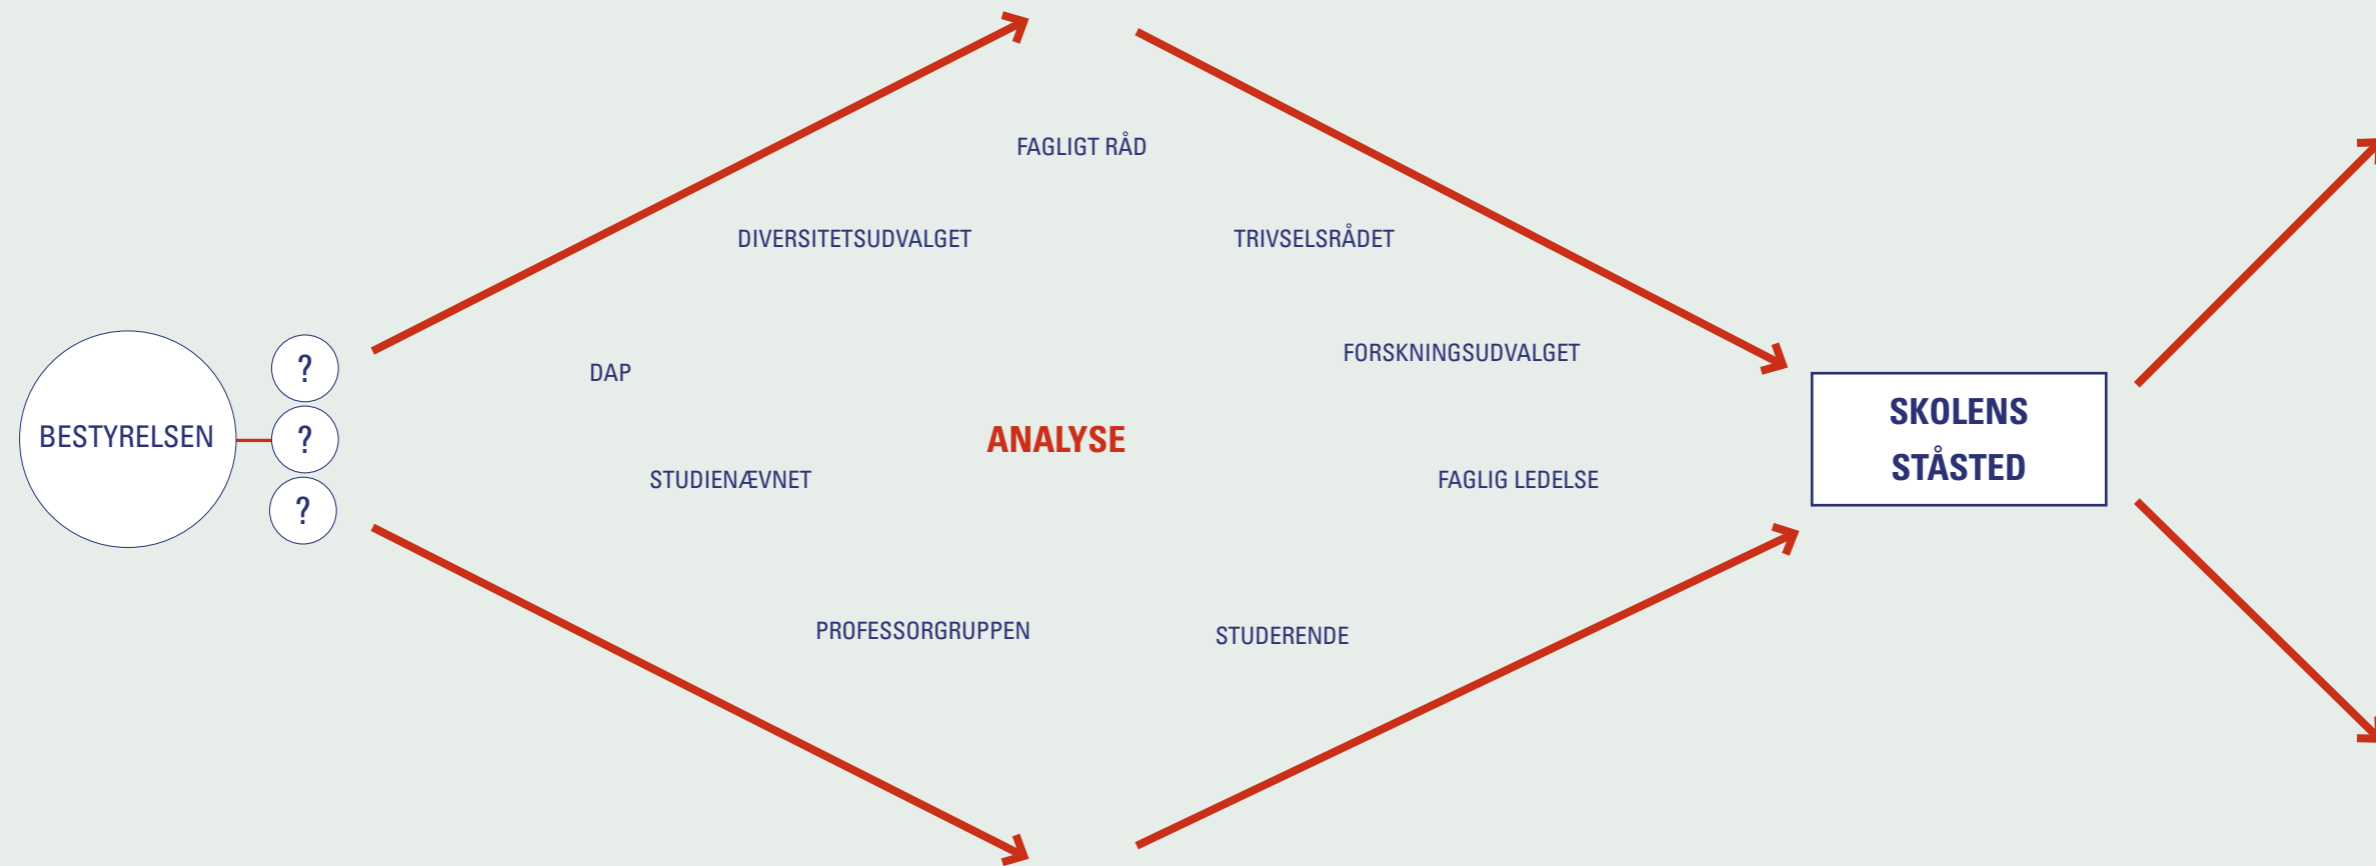 BESTYRELSEN
?
?
?
FAGLIGT RÅD
DIVERSITETSUDVALGET
TRIVSELSRÅDET
DAP
FORSKNINGSUDVALGET
ANALYSE
STUDIENÆVNET
FAGLIG LEDELSE
PROFESSORGRUPPEN
STUDERENDE
SKOLENS
STÅSTED